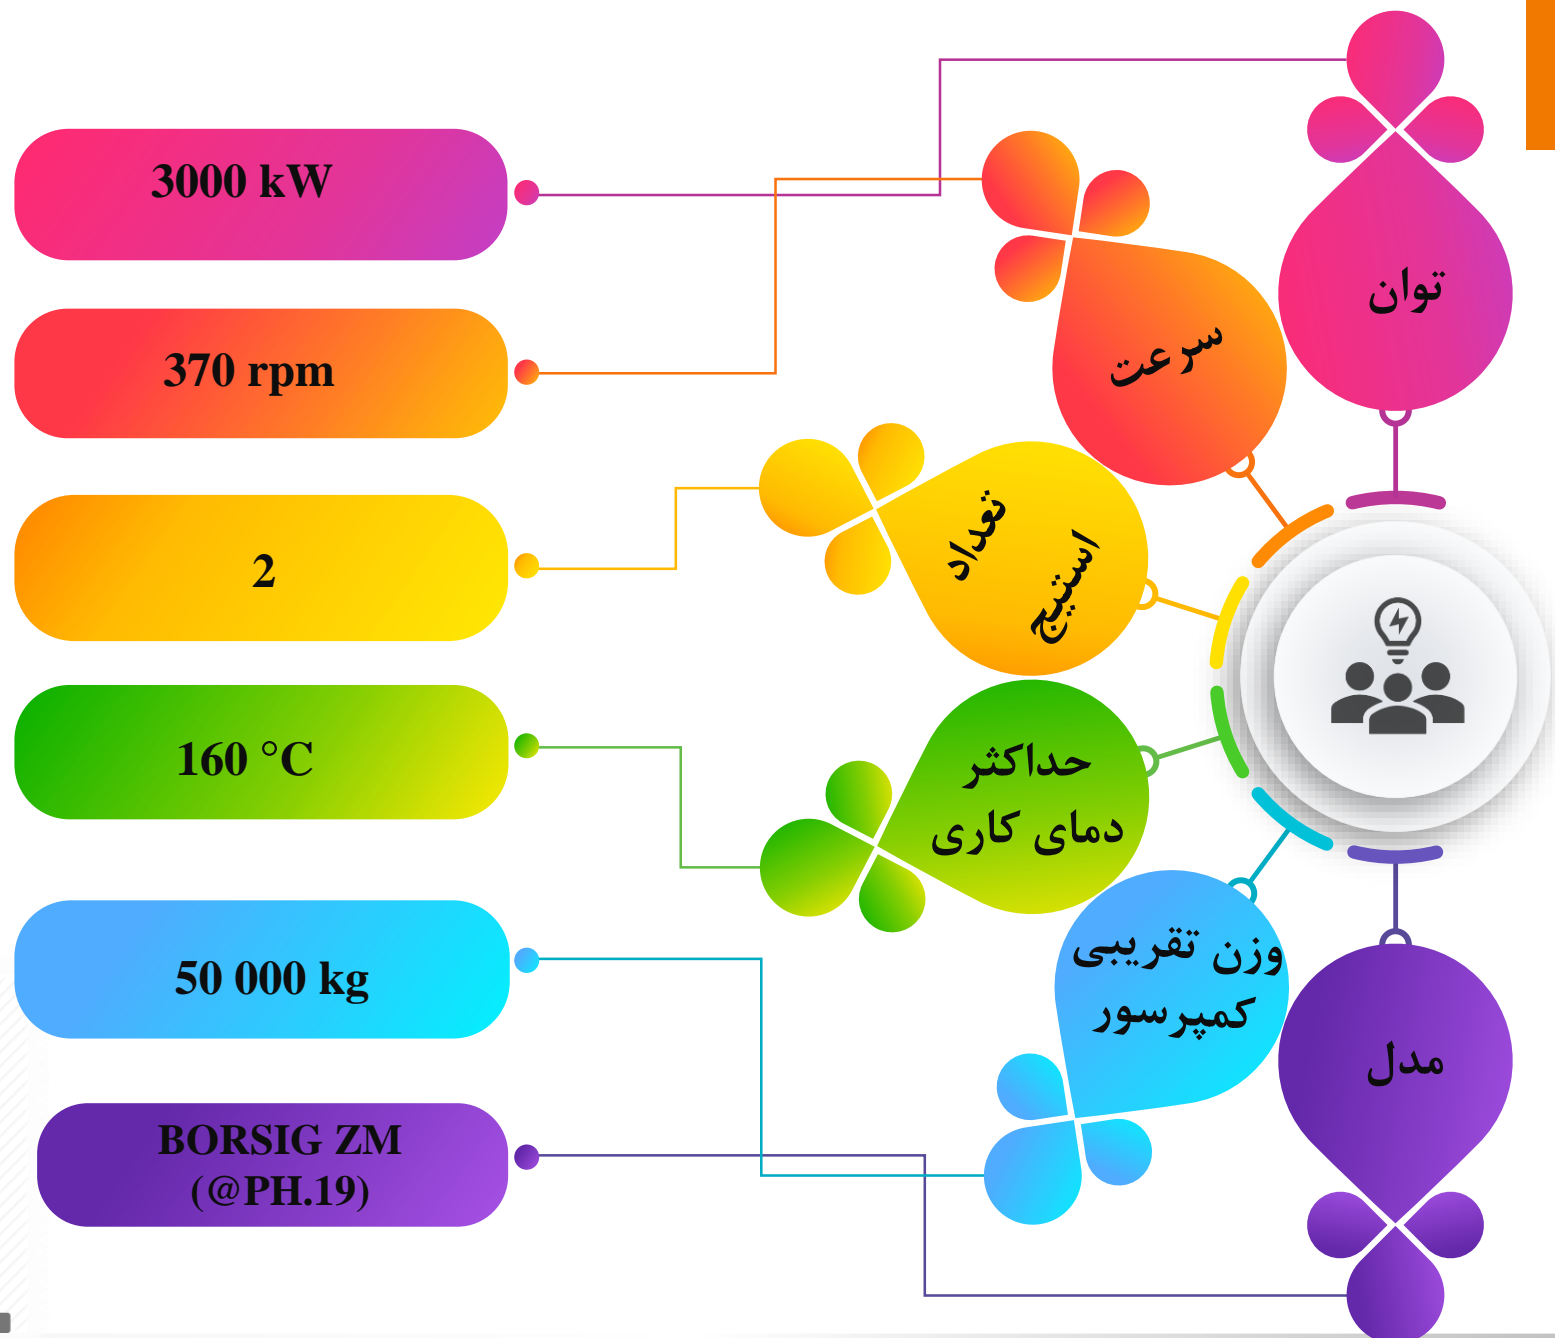 توان
3000 kW
سرعت
370 rpm
تعداد
استیج
2
حداکثر
دمای کاری
160 °C
وزن تقریبی
کمپرسور
50 000 kg
مدل
BORSIG ZM
(@PH.19)